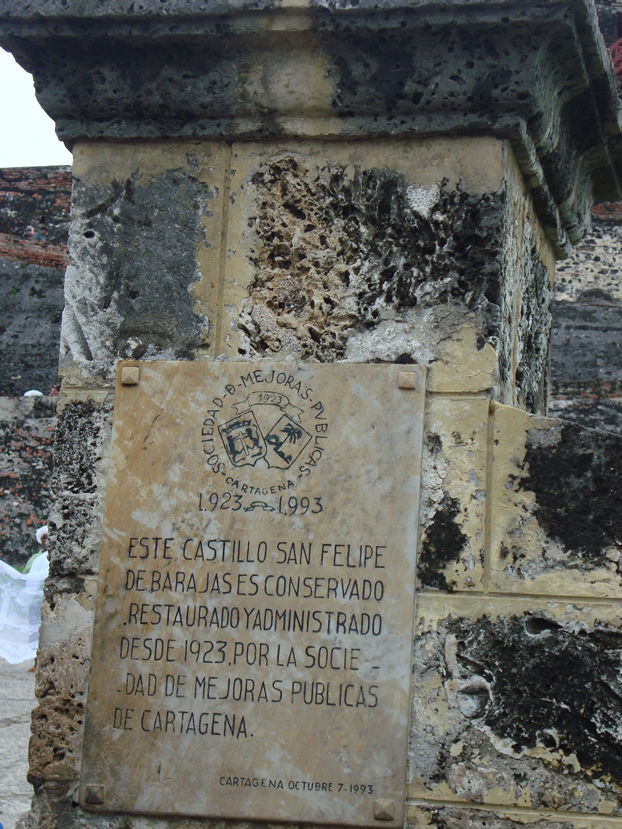 SOCIEDAD·D·MEJORAS·PVBLICAS
1923
·CARTAGENA·
1.923 1.993
ESTE CASTILLO SAN FELIPE
DE BARAJAS ES CONSERVADO
.RESTAURADO Y ADMINISTRADO
DESDE 1923.POR LA SOCIE-
-DAD DE MEJORAS PUBLICAS
DE CARTAGENA.
CARTAGENA OCTUBRE 7-1993